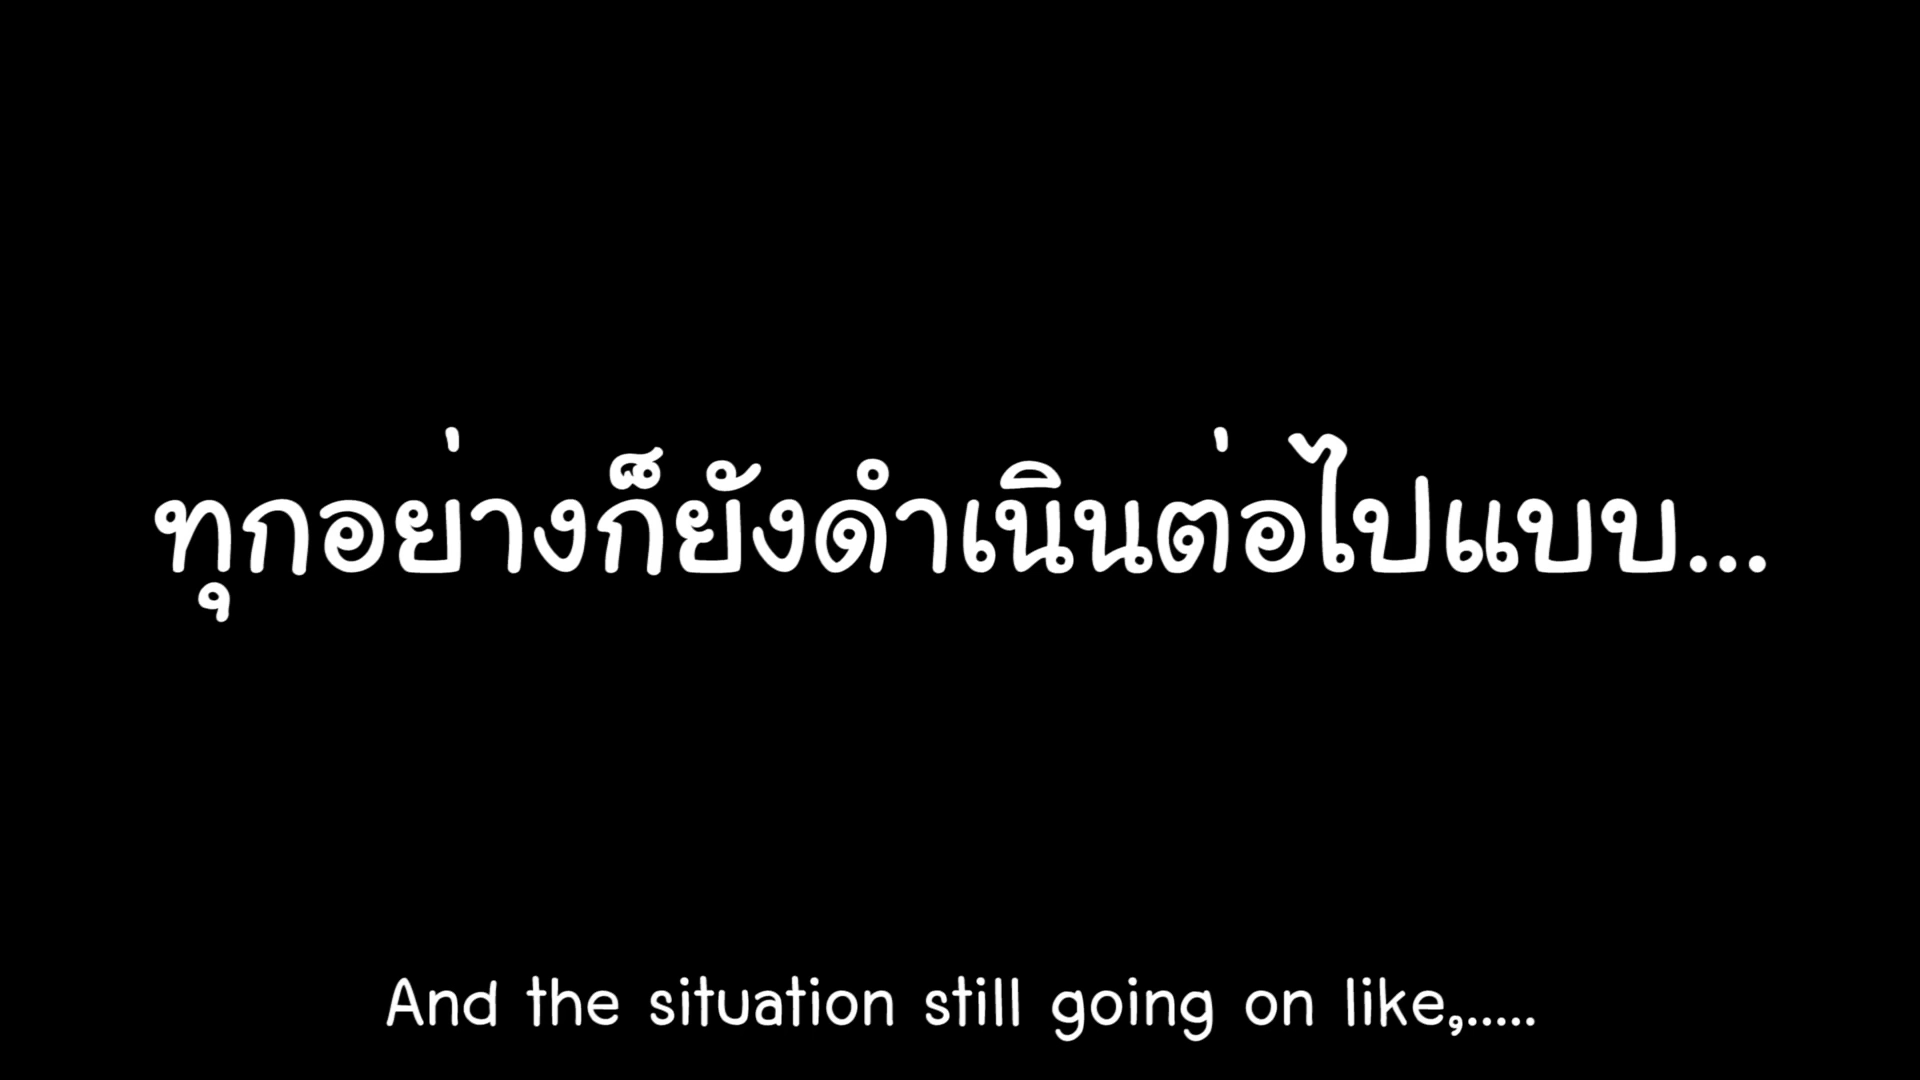 ทุกอย่างก็ยังดำเนินต่อไปแบบ...
And the situation still going on like,.....